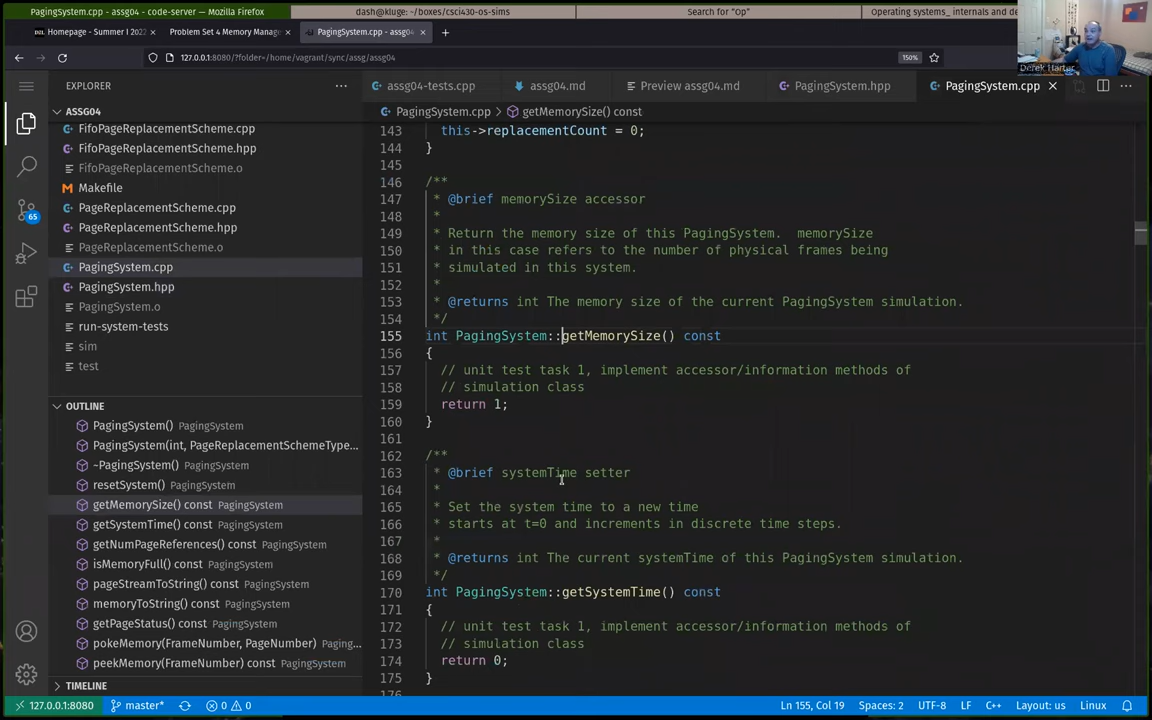 PagingSystem.cpp - assg04 - code-server — Mozilla Firefox
dash@kluge: ~/boxes/csci430-os-sims
Search for "Op"
Operating systems_ internals and de
Homepage - Summer I 202
Problem Set 4 Memory Manag
PagingSystem.cpp - assg04
127.0.0.1:8080/?folder=/home/vagrant/sync/assg/assg04
150%
Derek Harter
EXPLORER
assg04-tests.cpp
assg04.md
Preview assg04.md
PagingSystem.hpp
PagingSystem.cpp
ASSG04
FifoPageReplacementScheme.cpp
FifoPageReplacementScheme.hpp
FifoPageReplacementScheme.o
Makefile
PageReplacementScheme.cpp
PageReplacementScheme.hpp
PageReplacementScheme.o
PagingSystem.cpp
PagingSystem.hpp
PagingSystem.o
run-system-tests
sim
test
65
OUTLINE
PagingSystem() PagingSystem
PagingSystem(int, PageReplacementSchemeType...
~PagingSystem() PagingSystem
resetSystem() PagingSystem
getMemorySize() const PagingSystem
getSystemTime() const PagingSystem
getNumPageReferences() const PagingSystem
isMemoryFull() const PagingSystem
pageStreamToString() const PagingSystem
memoryToString() const PagingSystem
getPageStatus() const PagingSystem
pokeMemory(FrameNumber, PageNumber) Paging...
peekMemory(FrameNumber) const PagingSystem
TIMELINE
PagingSystem.cpp > getMemorySize() const
143 this->replacementCount = 0;
144 }
145
146 /**
147 * @brief memorySize accessor
148 *
149 * Return the memory size of this PagingSystem.  memorySize
150 * in this case refers to the number of physical frames being
151 * simulated in this system.
152 *
153 * @returns int The memory size of the current PagingSystem simulation.
154 */
155 int PagingSystem::getMemorySize() const
156 {
157 // unit test task 1, implement accessor/information methods of
158 // simulation class
159 return 1;
160 }
161
162 /**
163 * @brief systemTime setter
164 *
165 * Set the system time to a new time
166 * starts at t=0 and increments in discrete time steps.
167 *
168 * @returns int The current systemTime of this PagingSystem simulation.
169 */
170 int PagingSystem::getSystemTime() const
171 {
172 // unit test task 1, implement accessor/information methods of
173 // simulation class
174 return 0;
175 }
176
127.0.0.1:8080
master*
0 0
Ln 155, Col 19
Spaces: 2
UTF-8
LF
C++
Layout: us
Linux